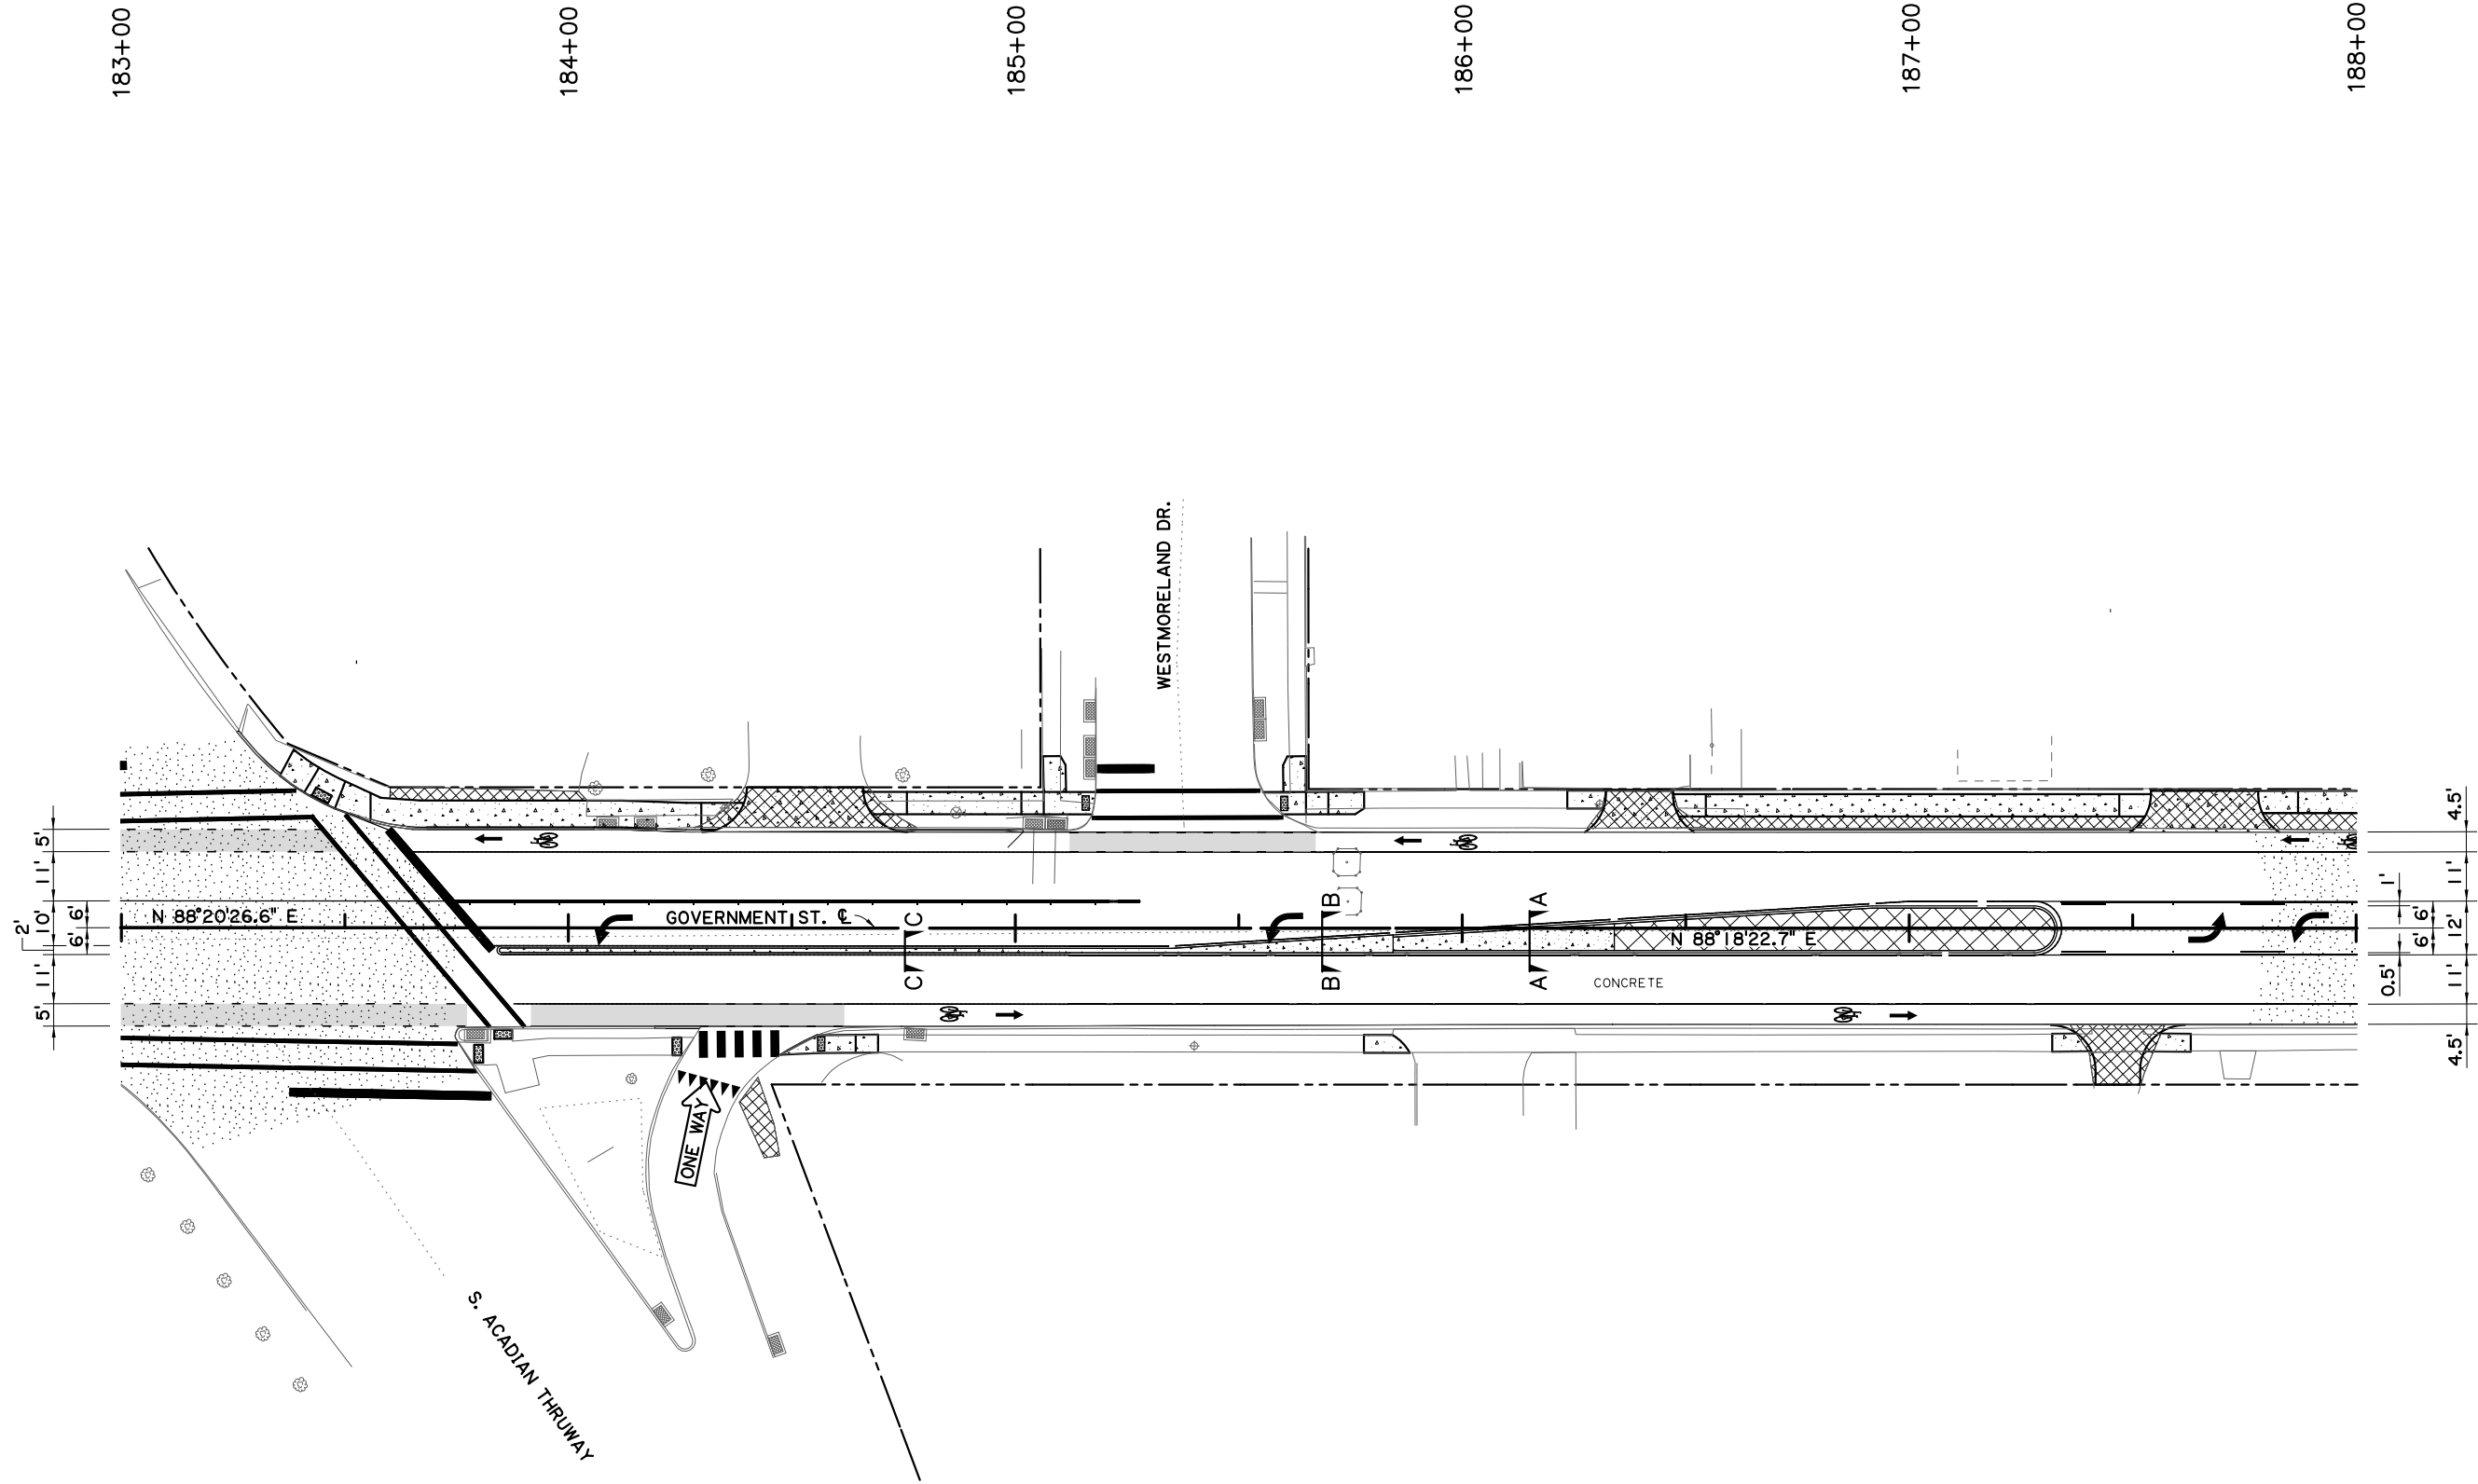 183+00
184+00
185+00
186+00
187+00
188+00
WESTMORELAND DR.
5'
11'
10'
2'
6'
6'
11'
5'
N 88°20'26.6" E
GOVERNMENT ST. ℄
C
C
B
B
A
A
N 88°18'22.7" E
CONCRETE
4.5'
11'
1'
6'
12'
6'
0.5'
11'
4.5'
ONE WAY
S. ACADIAN THRUWAY